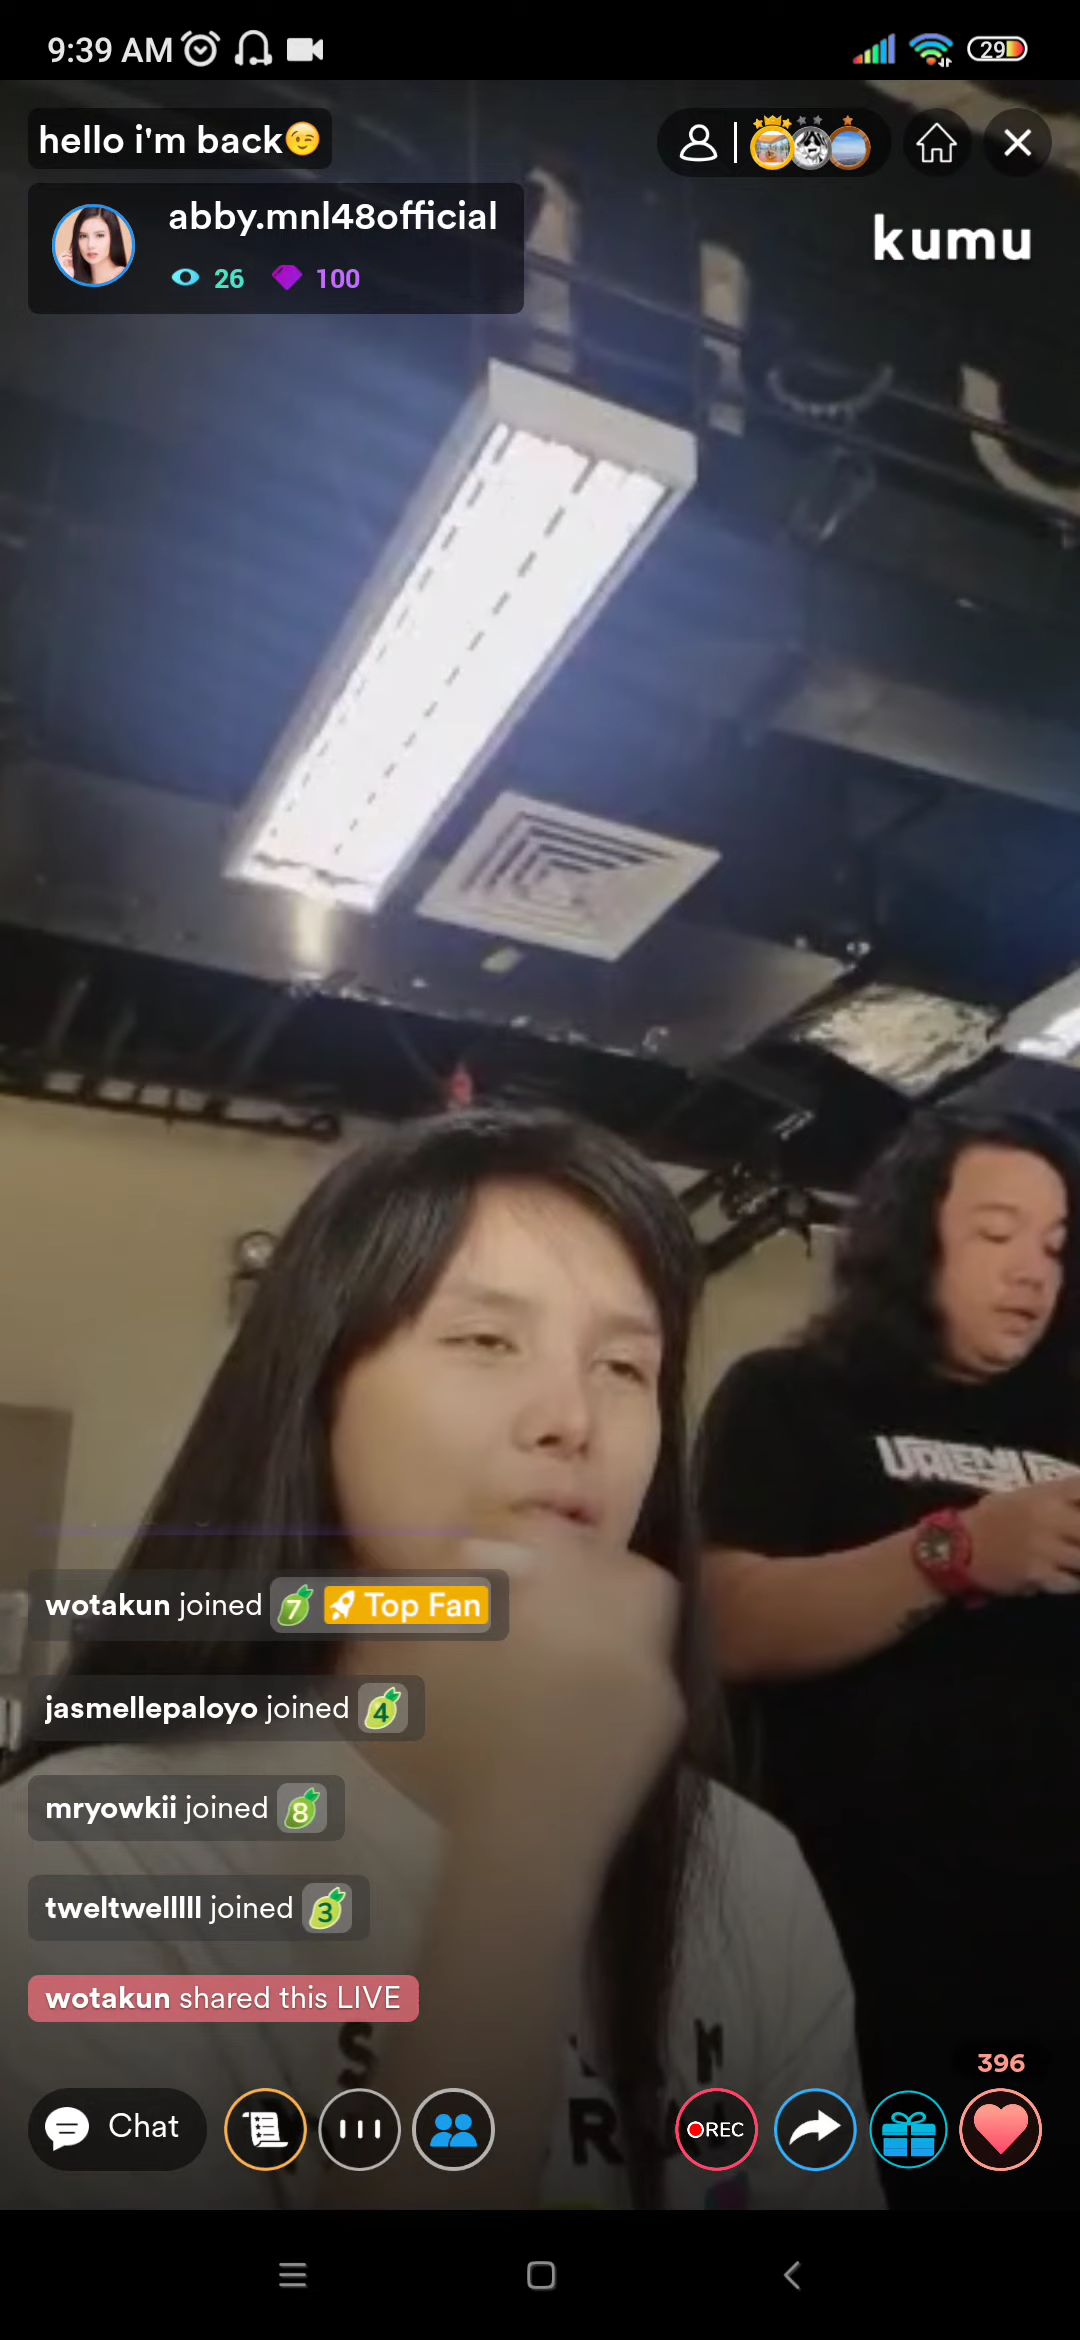 9:39 AM
29
hello i'm back😉
abby.mnl48official
26 100
kumu
wotakun joined 7 Top Fan
jasmellepaloyo joined 4
mryowkii joined 8
tweltwelllll joined 3
wotakun shared this LIVE
396
Chat
REC